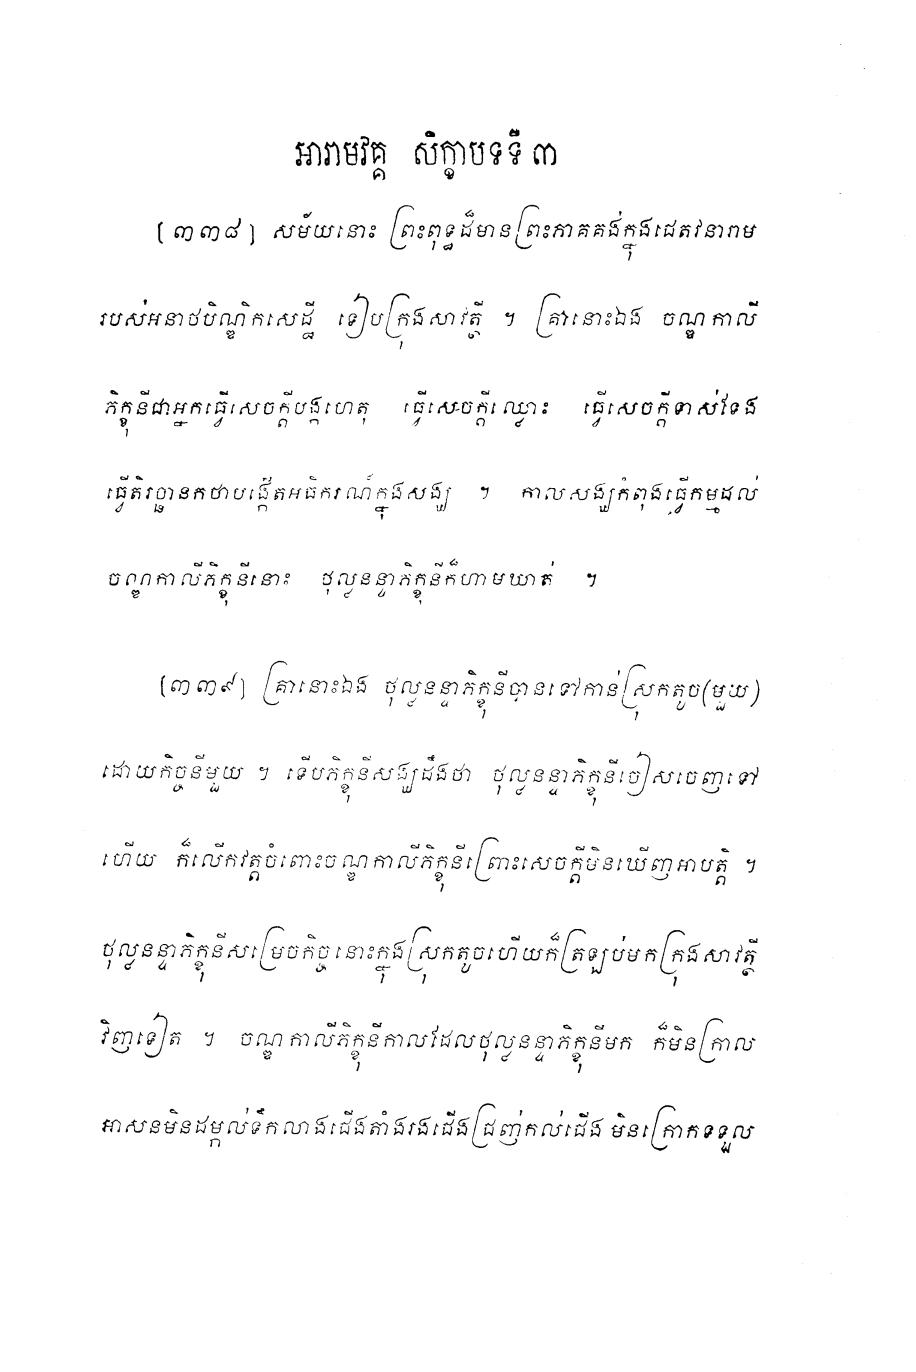 អារាមវគ្គ សិក្ខាបទទី ៣
[៣៣៨] សម័យនោះ ព្រះពុទ្ធដ៏មានព្រះភាគគង់ក្នុងជេតវនារាម
របស់អនាថបិណ្ឌិកសេដ្ឋី ទៀបក្រុងសាវត្ថី ។ គ្រានោះឯង ចណ្ឌកាលី
ភិក្ខុនីជាអ្នកធ្វើសេចក្តីបង្កហេតុ ធ្វើសេចក្តីឈ្លោះ ធ្វើសេចក្តីទាស់ទែង
ធ្វើតិរច្ឆានកថាបង្កើតអធិករណ៍ក្នុងសង្ឃ ។ កាលសង្ឃកំពុងធ្វើកម្មដល់
ចណ្ឌកាលីភិក្ខុនីនោះ ថុល្លនន្ទាភិក្ខុនីក៏ហាមឃាត់ ។
[៣៣៩] គ្រានោះឯង ថុល្លនន្ទាភិក្ខុនីបានទៅកាន់ស្រុកតូច(មួយ)
ដោយកិច្ចនីមួយ ។ ទើបភិក្ខុនីសង្ឃដឹងថា ថុល្លនន្ទាភិក្ខុនីចៀសចេញទៅ
ហើយ ក៏លើកវត្តចំពោះចណ្ឌកាលីភិក្ខុនីព្រោះសេចក្តីមិនឃើញអាបត្តិ ។
ថុល្លនន្ទាភិក្ខុនីសម្រេចកិច្ចនោះក្នុងស្រុកតូចហើយក៏ត្រឡប់មកក្រុងសាវត្ថី
វិញទៀត ។ ចណ្ឌកាលីភិក្ខុនីកាលដែលថុល្លនន្ទាភិក្ខុនីមក ក៏មិនក្រាល
អាសនមិនដម្កល់ទឹកលាងជើងតាំងរងជើងជ្រញ់កល់ជើង មិនក្រោកទទួល